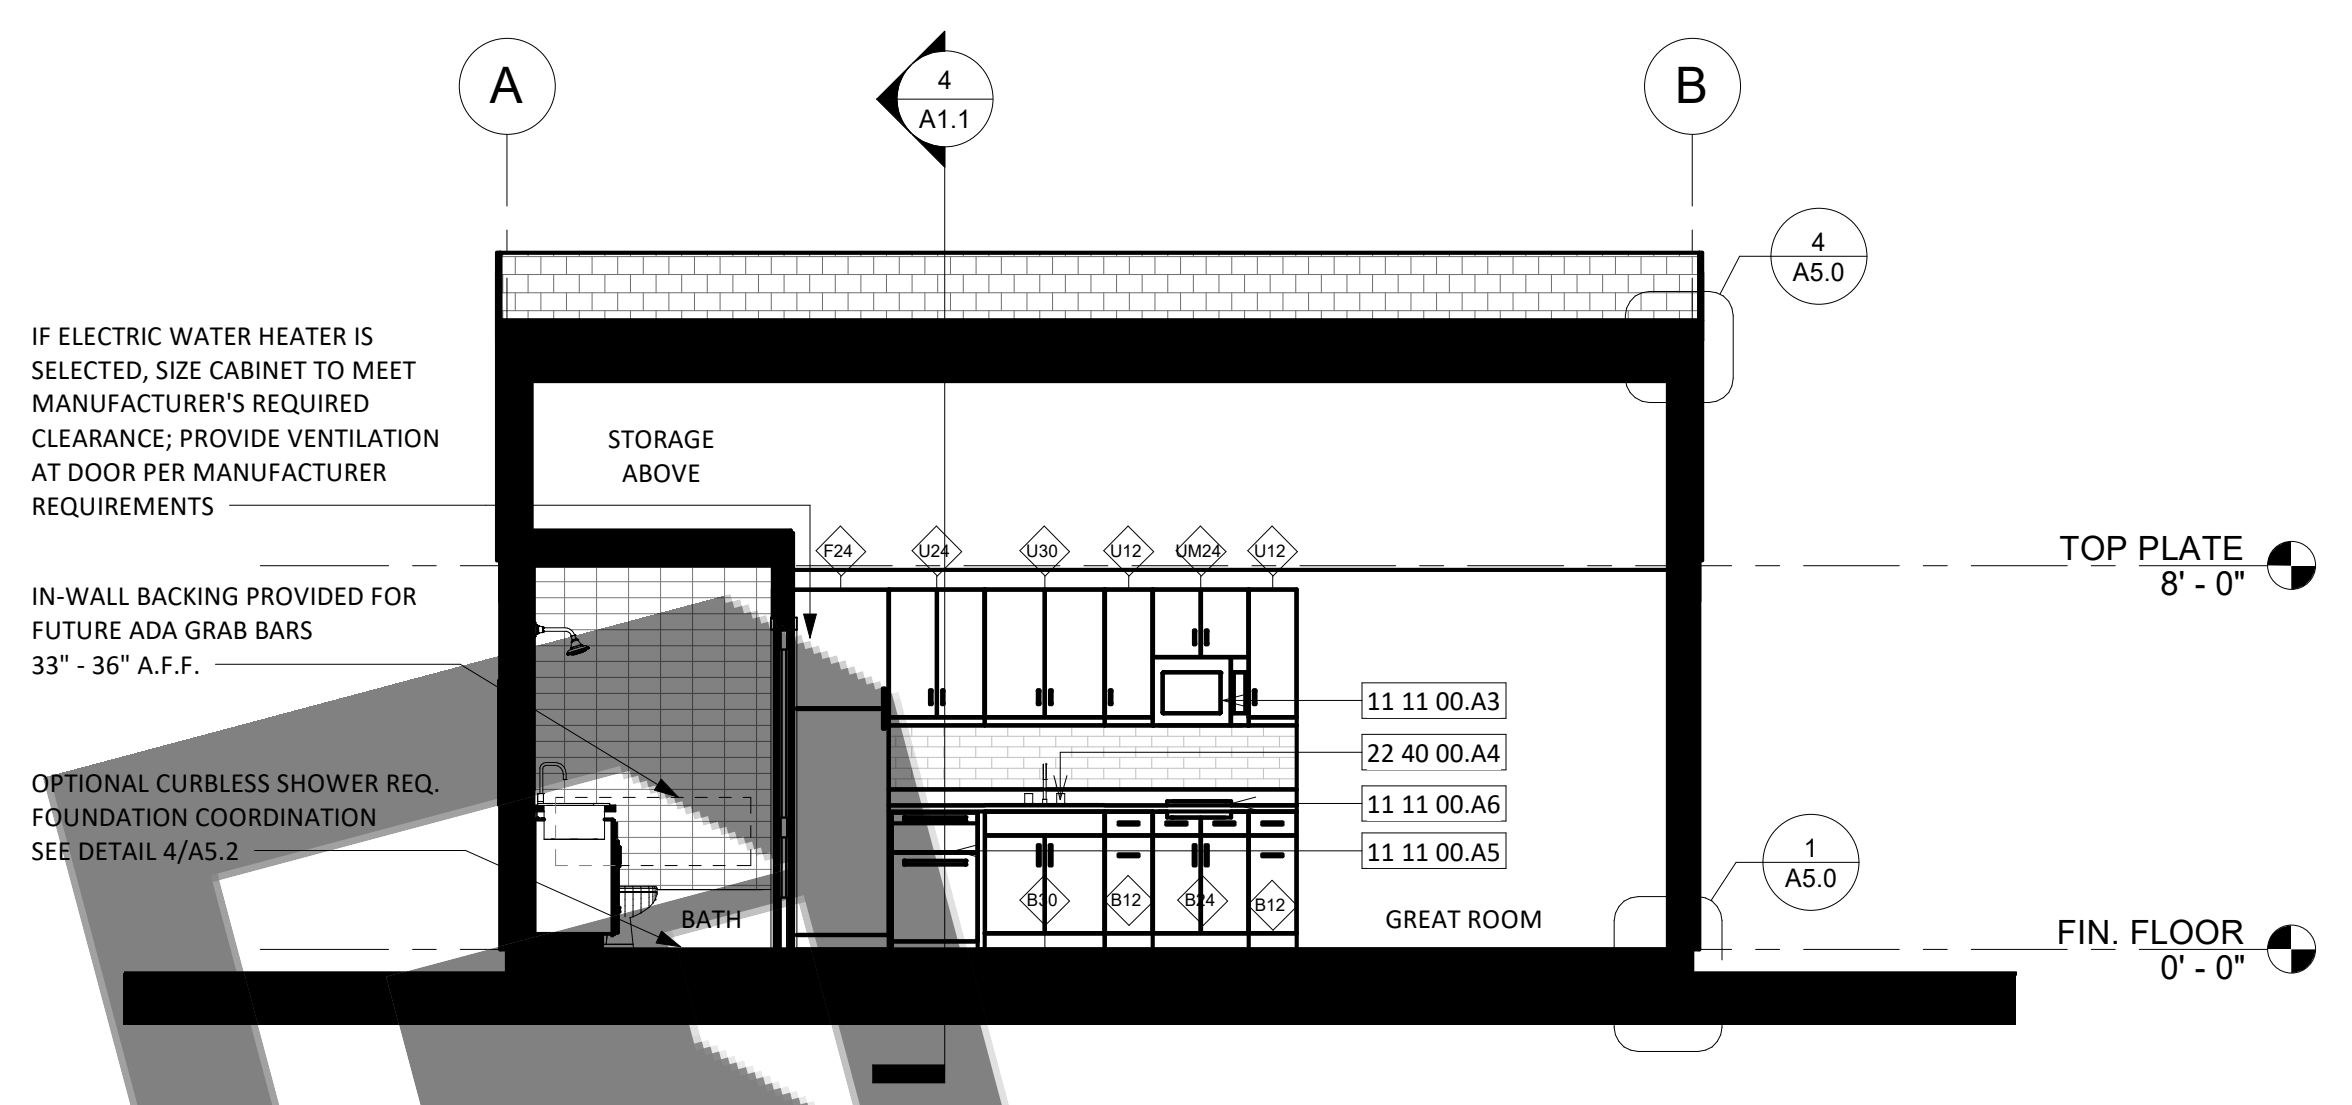 A
4
A1.1
B
4
A5.0
IF ELECTRIC WATER HEATER IS
SELECTED, SIZE CABINET TO MEET
MANUFACTURER'S REQUIRED
CLEARANCE; PROVIDE VENTILATION
AT DOOR PER MANUFACTURER
REQUIREMENTS
STORAGE
ABOVE
F24
U24
U30
U12
UM24
U12
TOP PLATE
8' - 0"
IN-WALL BACKING PROVIDED FOR
FUTURE ADA GRAB BARS
33" - 36" A.F.F.
11 11 00.A3
22 40 00.A4
11 11 00.A6
11 11 00.A5
OPTIONAL CURBLESS SHOWER REQ.
FOUNDATION COORDINATION
SEE DETAIL 4/A5.2
1
A5.0
B30
B12
B24
B12
BATH
GREAT ROOM
FIN. FLOOR
0' - 0"